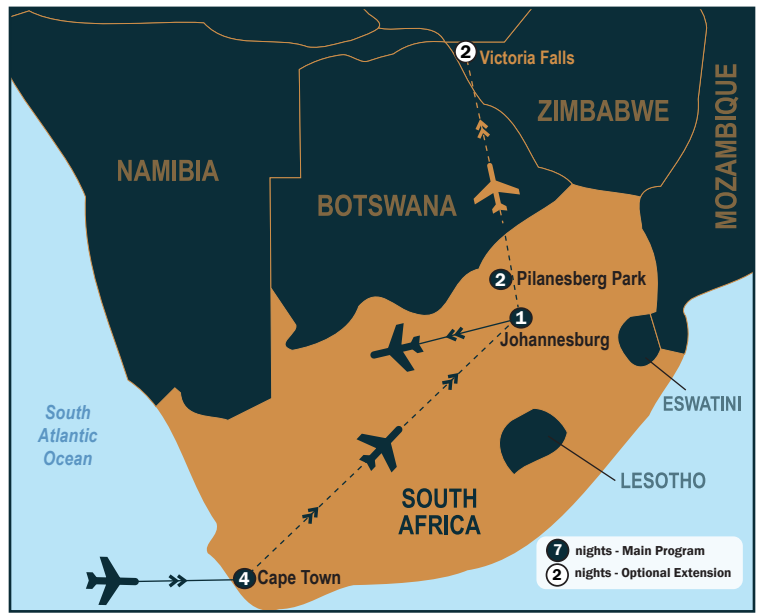 2 Victoria Falls
ZIMBABWE
MOZAMBIQUE
NAMIBIA
BOTSWANA
2 Pilanesberg Park
1
Johannesburg
ESWATINI
South
Atlantic
Ocean
LESOTHO
SOUTH
AFRICA
4 Cape Town
7 nights - Main Program
2 nights - Optional Extension